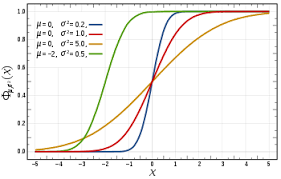 1.0
μ= 0, σ²=0.2,
μ= 0, σ²=1.0,
μ= 0, σ²=5.0,
μ= −2, σ²=0.5,
0.8
0.6
0.4
0.2
0.0
Φμ,σ²(x)
−5 −4 −3 −2 −1 0 1 2 3 4 5
x